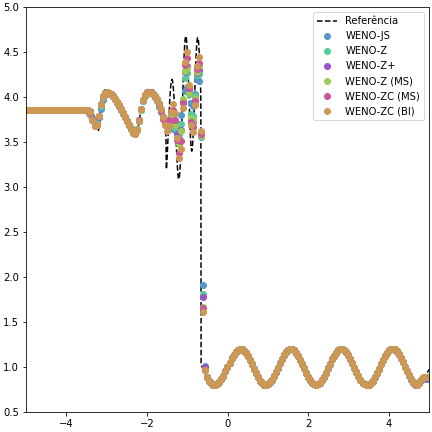 5.0
4.5
4.0
3.5
3.0
2.5
2.0
1.5
1.0
0.5
−4
−2
0
2
4
Referência
WENO-JS
WENO-Z
WENO-Z+
WENO-Z (MS)
WENO-ZC (MS)
WENO-ZC (BI)